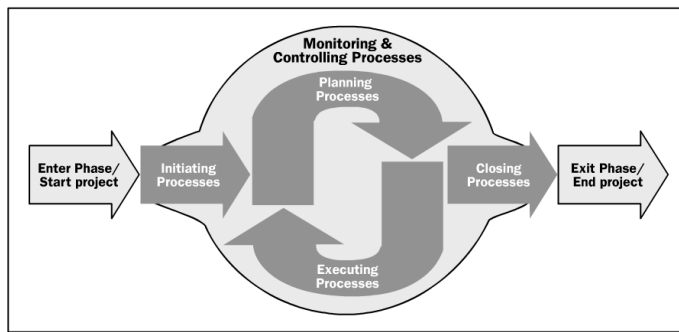 Monitoring &
Controlling Processes
Planning
Processes
Enter Phase/
Start project
Initiating
Processes
Closing
Processes
Exit Phase/
End project
Executing
Processes